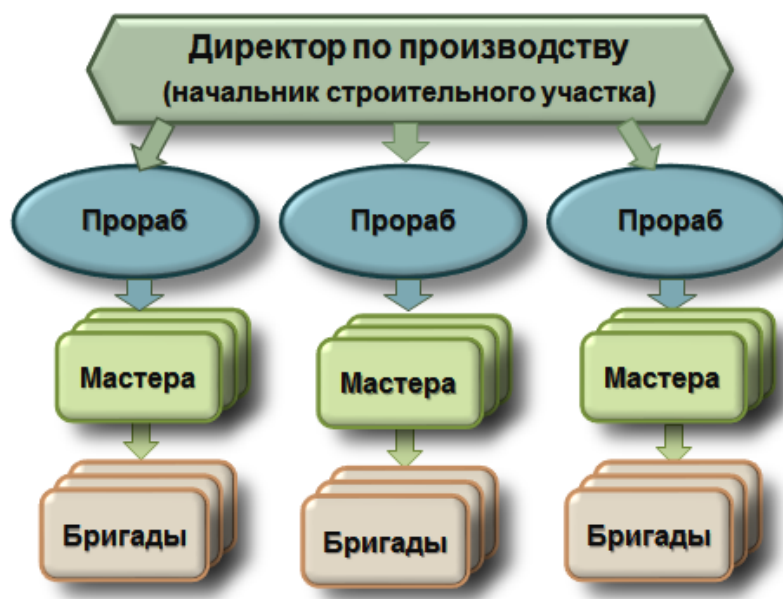 Директор по производству
(начальник строительного участка)
Прораб
Прораб
Прораб
Мастера
Мастера
Мастера
Бригады
Бригады
Бригады